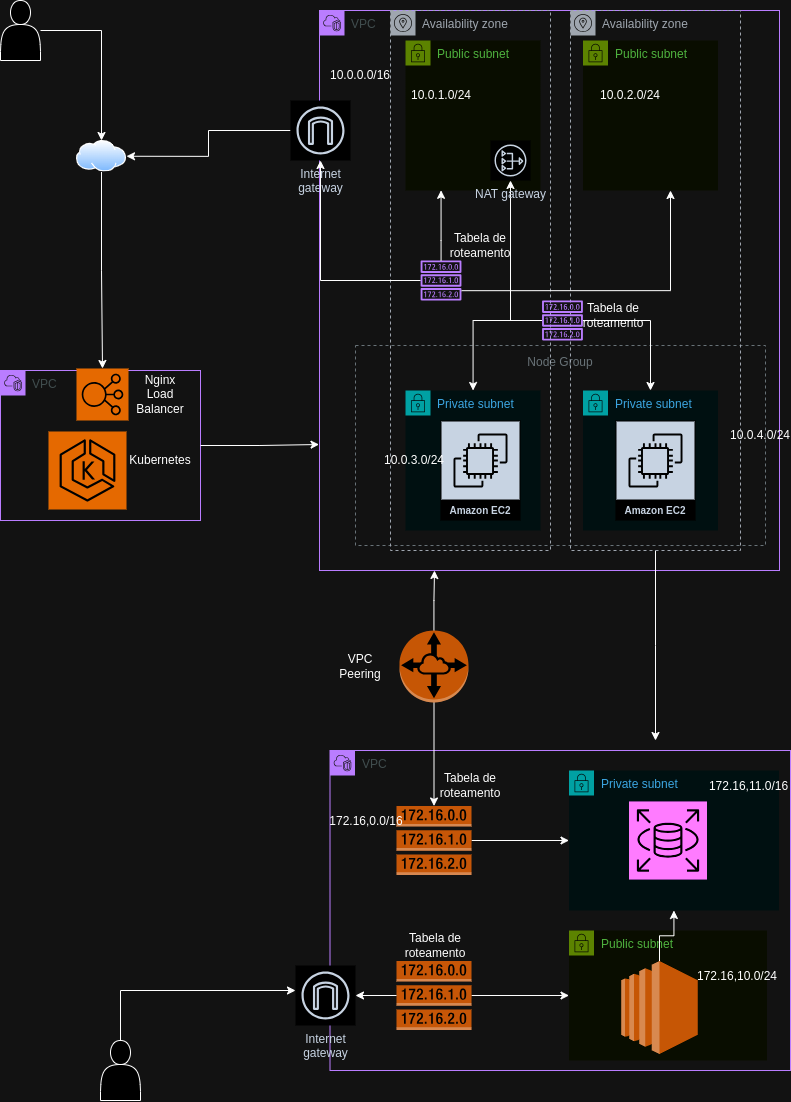 VPC
Availability zone
Availability zone
Public subnet
Public subnet
10.0.0.0/16
10.0.1.0/24
10.0.2.0/24
Internet
gateway
NAT gateway
Tabela de
roteamento
172.16.0.0
172.16.1.0
172.16.2.0
Tabela de
roteamento
172.16.0.0
172.16.1.0
172.16.2.0
Node Group
VPC
Nginx
Load
Balancer
Kubernetes
K
Private subnet
Private subnet
10.0.3.0/24
10.0.4.0/24
Amazon EC2
Amazon EC2
VPC
Peering
VPC
Tabela de
roteamento
172.16,0.0/16
172.16.0.0
172.16.1.0
172.16.2.0
Private subnet
172.16,11.0/16
Tabela de
roteamento
172.16.0.0
172.16.1.0
172.16.2.0
Public subnet
172.16,10.0/24
Internet
gateway